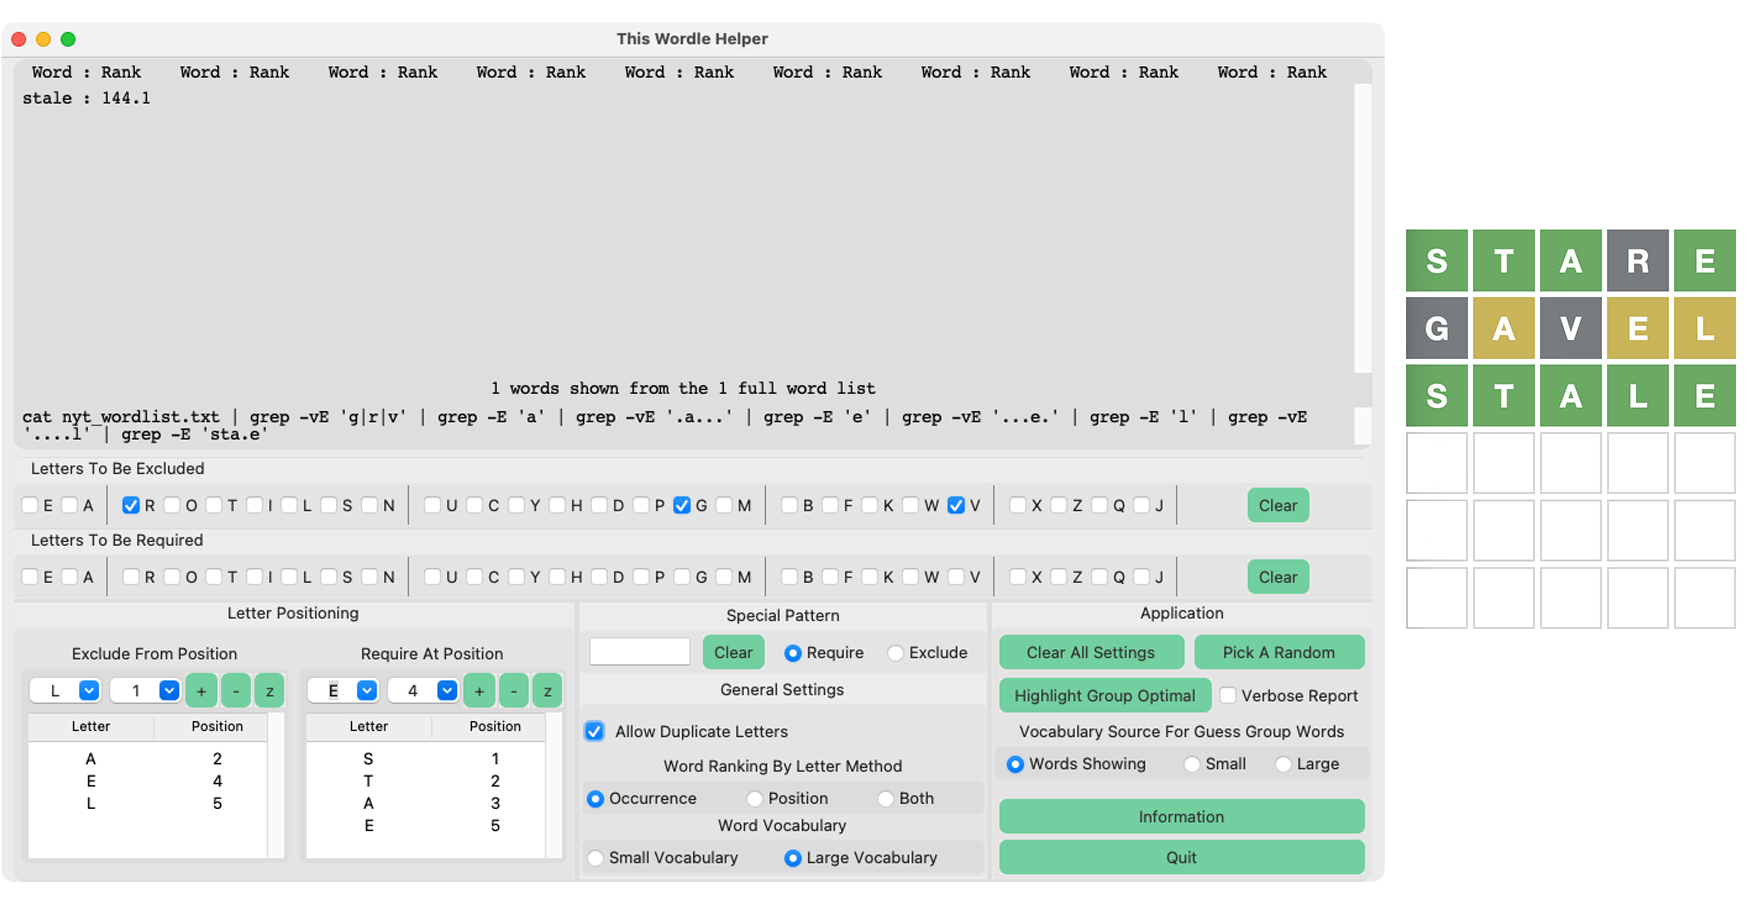 This Wordle Helper
Word : Rank Word : Rank Word : Rank Word : Rank Word : Rank Word : Rank Word : Rank Word : Rank Word : Rank
stale : 144.1
1 words shown from the 1 full word list
cat nyt_wordlist.txt | grep -vE 'g|r|v' | grep -E 'a' | grep -vE '.a...' | grep -E 'e' | grep -vE '...e.' | grep -E 'l' | grep -vE
'....l' | grep -E 'sta.e'
Letters To Be Excluded
E A R O T I L S N U C Y H D P G M B F K W V X Z Q J Clear
Letters To Be Required
E A R O T I L S N U C Y H D P G M B F K W V X Z Q J Clear
Letter Positioning
Exclude From Position
L 1 + - z
Letter Position
A 2
E 4
L 5
Require At Position
E 4 + - z
Letter Position
S 1
T 2
A 3
E 5
Special Pattern
Clear Require Exclude
General Settings
Allow Duplicate Letters
Word Ranking By Letter Method
Occurrence Position Both
Word Vocabulary
Small Vocabulary Large Vocabulary
Application
Clear All Settings Pick A Random
Highlight Group Optimal Verbose Report
Vocabulary Source For Guess Group Words
Words Showing Small Large
Information
Quit
S T A R E
G A V E L
S T A L E